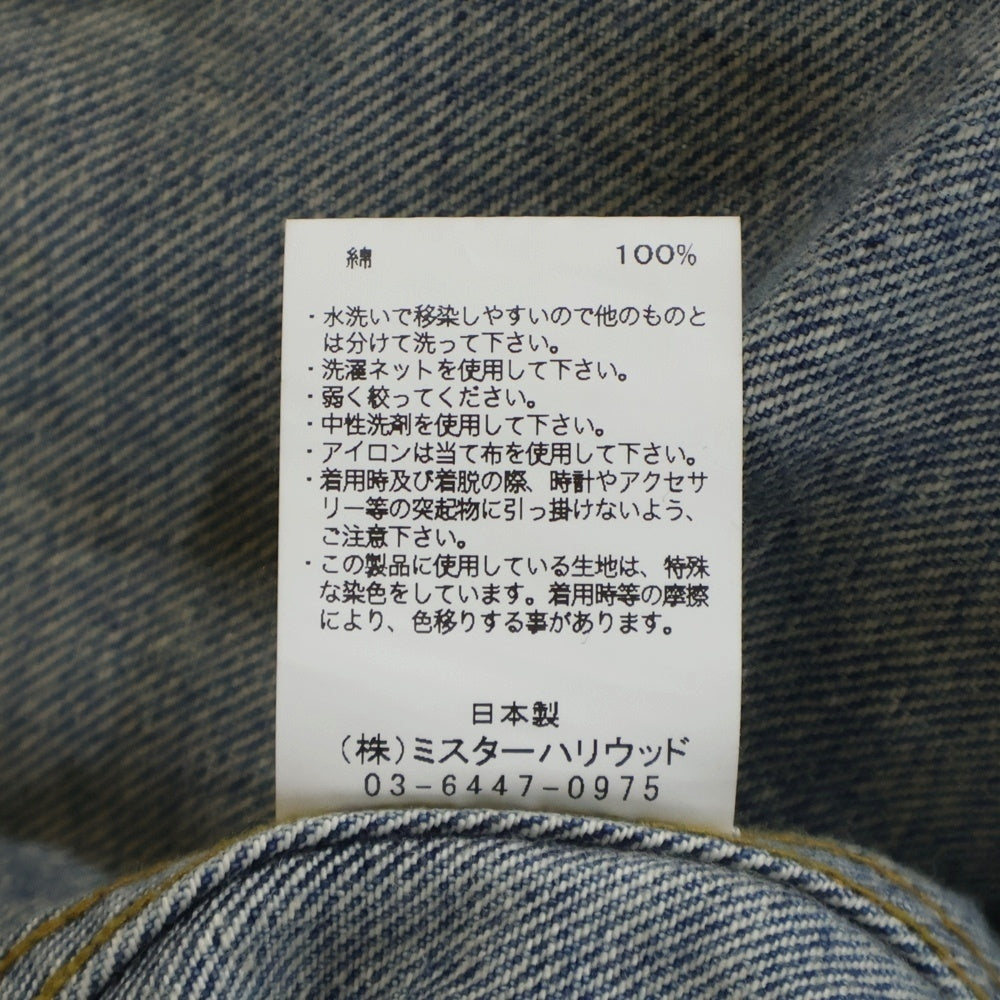 綿 100%
・水洗いで移染しやすいので他のものと
は分けて洗って下さい。
・洗濯ネットを使用して下さい。
・弱く絞ってください。
・中性洗剤を使用して下さい。
・アイロンは当て布を使用して下さい。
・着用時及び着脱の際、時計やアクセサ
リー等の突起物に引っ掛けないよう、
ご注意下さい。
・この製品に使用している生地は、特殊
な染色をしています。着用時等の摩擦
により、色移りする事があります。
日本製
(株)ミスターハリウッド
03-6447-0975